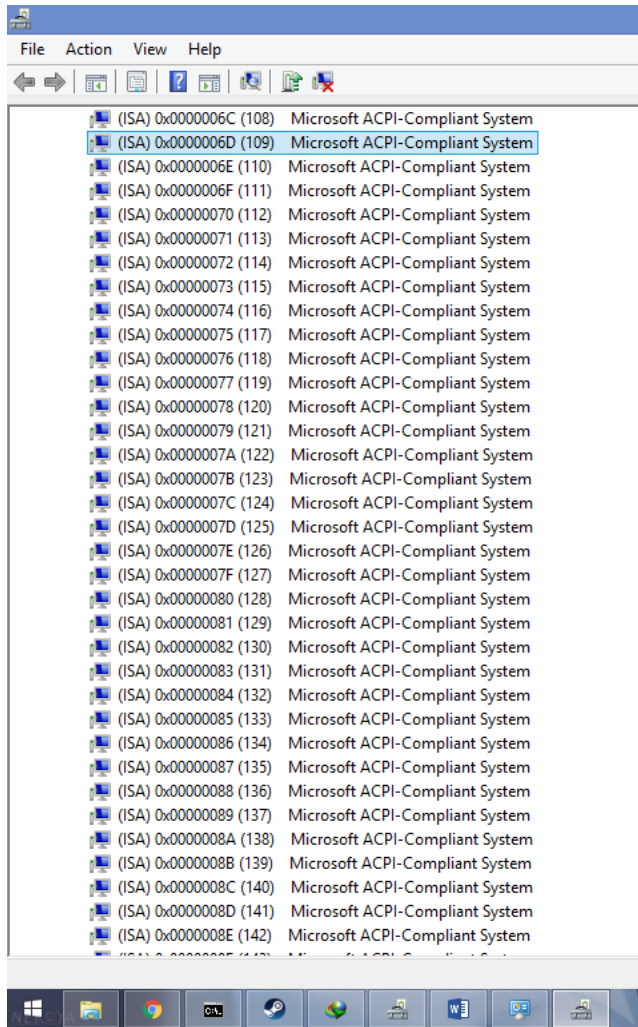 File Action View Help
(ISA) 0x0000006C (108) Microsoft ACPI-Compliant System
(ISA) 0x0000006D (109) Microsoft ACPI-Compliant System
(ISA) 0x0000006E (110) Microsoft ACPI-Compliant System
(ISA) 0x0000006F (111) Microsoft ACPI-Compliant System
(ISA) 0x00000070 (112) Microsoft ACPI-Compliant System
(ISA) 0x00000071 (113) Microsoft ACPI-Compliant System
(ISA) 0x00000072 (114) Microsoft ACPI-Compliant System
(ISA) 0x00000073 (115) Microsoft ACPI-Compliant System
(ISA) 0x00000074 (116) Microsoft ACPI-Compliant System
(ISA) 0x00000075 (117) Microsoft ACPI-Compliant System
(ISA) 0x00000076 (118) Microsoft ACPI-Compliant System
(ISA) 0x00000077 (119) Microsoft ACPI-Compliant System
(ISA) 0x00000078 (120) Microsoft ACPI-Compliant System
(ISA) 0x00000079 (121) Microsoft ACPI-Compliant System
(ISA) 0x0000007A (122) Microsoft ACPI-Compliant System
(ISA) 0x0000007B (123) Microsoft ACPI-Compliant System
(ISA) 0x0000007C (124) Microsoft ACPI-Compliant System
(ISA) 0x0000007D (125) Microsoft ACPI-Compliant System
(ISA) 0x0000007E (126) Microsoft ACPI-Compliant System
(ISA) 0x0000007F (127) Microsoft ACPI-Compliant System
(ISA) 0x00000080 (128) Microsoft ACPI-Compliant System
(ISA) 0x00000081 (129) Microsoft ACPI-Compliant System
(ISA) 0x00000082 (130) Microsoft ACPI-Compliant System
(ISA) 0x00000083 (131) Microsoft ACPI-Compliant System
(ISA) 0x00000084 (132) Microsoft ACPI-Compliant System
(ISA) 0x00000085 (133) Microsoft ACPI-Compliant System
(ISA) 0x00000086 (134) Microsoft ACPI-Compliant System
(ISA) 0x00000087 (135) Microsoft ACPI-Compliant System
(ISA) 0x00000088 (136) Microsoft ACPI-Compliant System
(ISA) 0x00000089 (137) Microsoft ACPI-Compliant System
(ISA) 0x0000008A (138) Microsoft ACPI-Compliant System
(ISA) 0x0000008B (139) Microsoft ACPI-Compliant System
(ISA) 0x0000008C (140) Microsoft ACPI-Compliant System
(ISA) 0x0000008D (141) Microsoft ACPI-Compliant System
(ISA) 0x0000008E (142) Microsoft ACPI-Compliant System